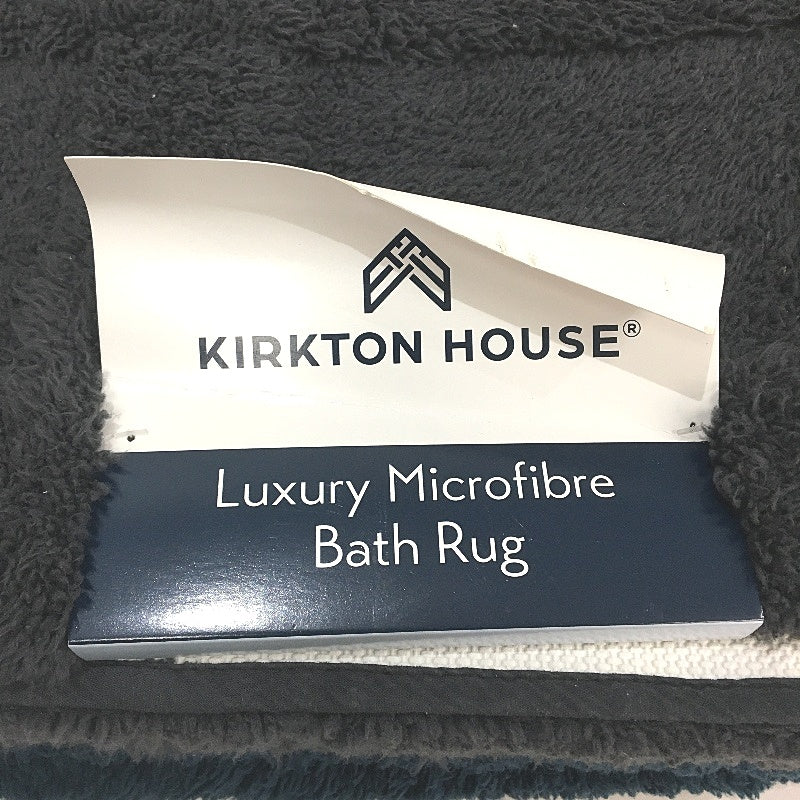 KIRKTON HOUSE®
Luxury Microfibre
Bath Rug